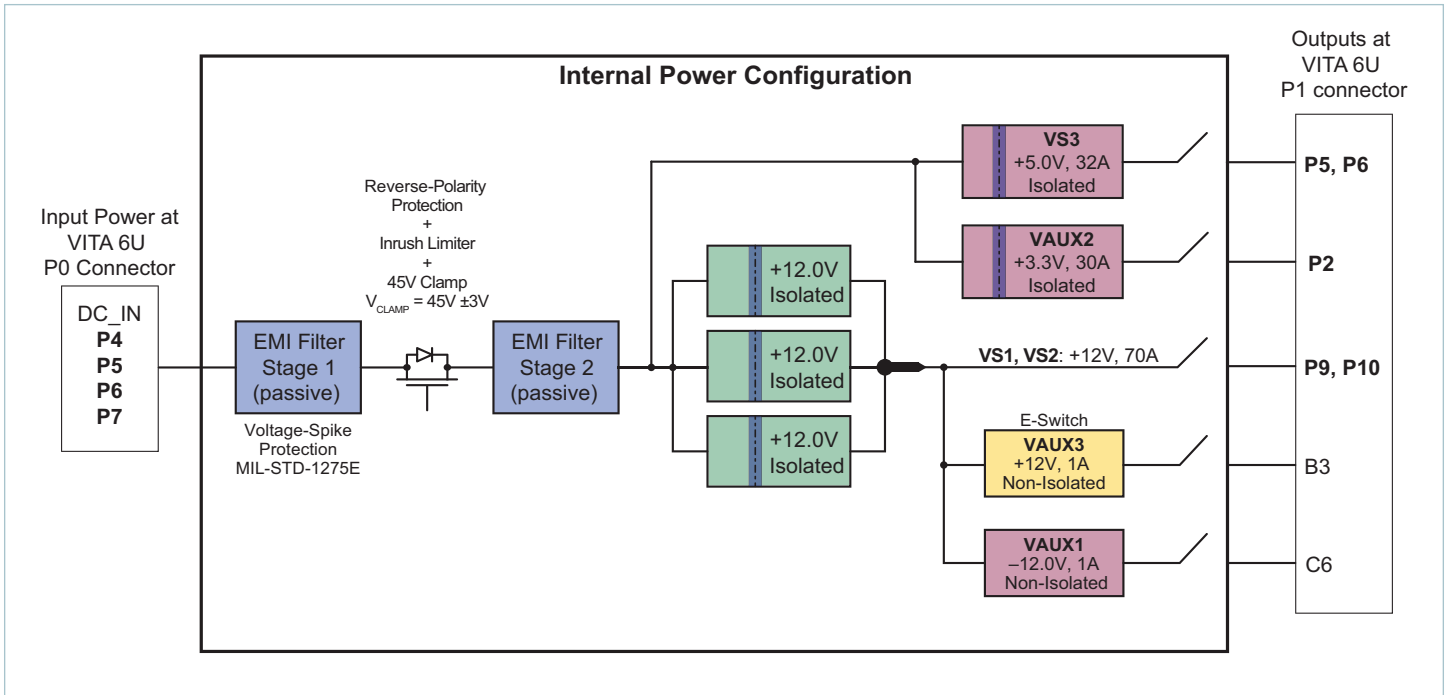 Internal Power Configuration
Outputs at
VITA 6U
P1 connector
Input Power at
VITA 6U
P0 Connector
DC_IN
P4
P5
P6
P7
EMI Filter
Stage 1
(passive)
Voltage-Spike
Protection
MIL-STD-1275E
Reverse-Polarity
Protection
+
Inrush Limiter
+
45V Clamp
V_CLAMP = 45V ±3V
EMI Filter
Stage 2
(passive)
+12.0V
Isolated
+12.0V
Isolated
+12.0V
Isolated
VS3
+5.0V, 32A
Isolated
VAUX2
+3.3V, 30A
Isolated
VS1, VS2: +12V, 70A
E-Switch
VAUX3
+12V, 1A
Non-Isolated
VAUX1
–12.0V, 1A
Non-Isolated
P5, P6
P2
P9, P10
B3
C6